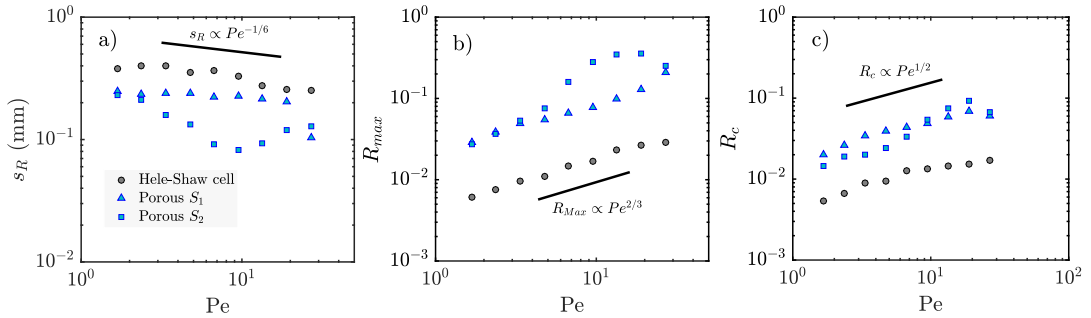 a)
s_R ∝ Pe^{-1/6}
10^0
10^{-1}
10^{-2}
s_R (mm)
Hele-Shaw cell
Porous S_1
Porous S_2
10^0
10^1
Pe
b)
10^0
10^{-1}
10^{-2}
10^{-3}
R_{max}
R_{Max} ∝ Pe^{2/3}
10^0
10^1
Pe
c)
R_c ∝ Pe^{1/2}
10^0
10^{-1}
10^{-2}
10^{-3}
R_c
10^0
10^1
10^2
Pe